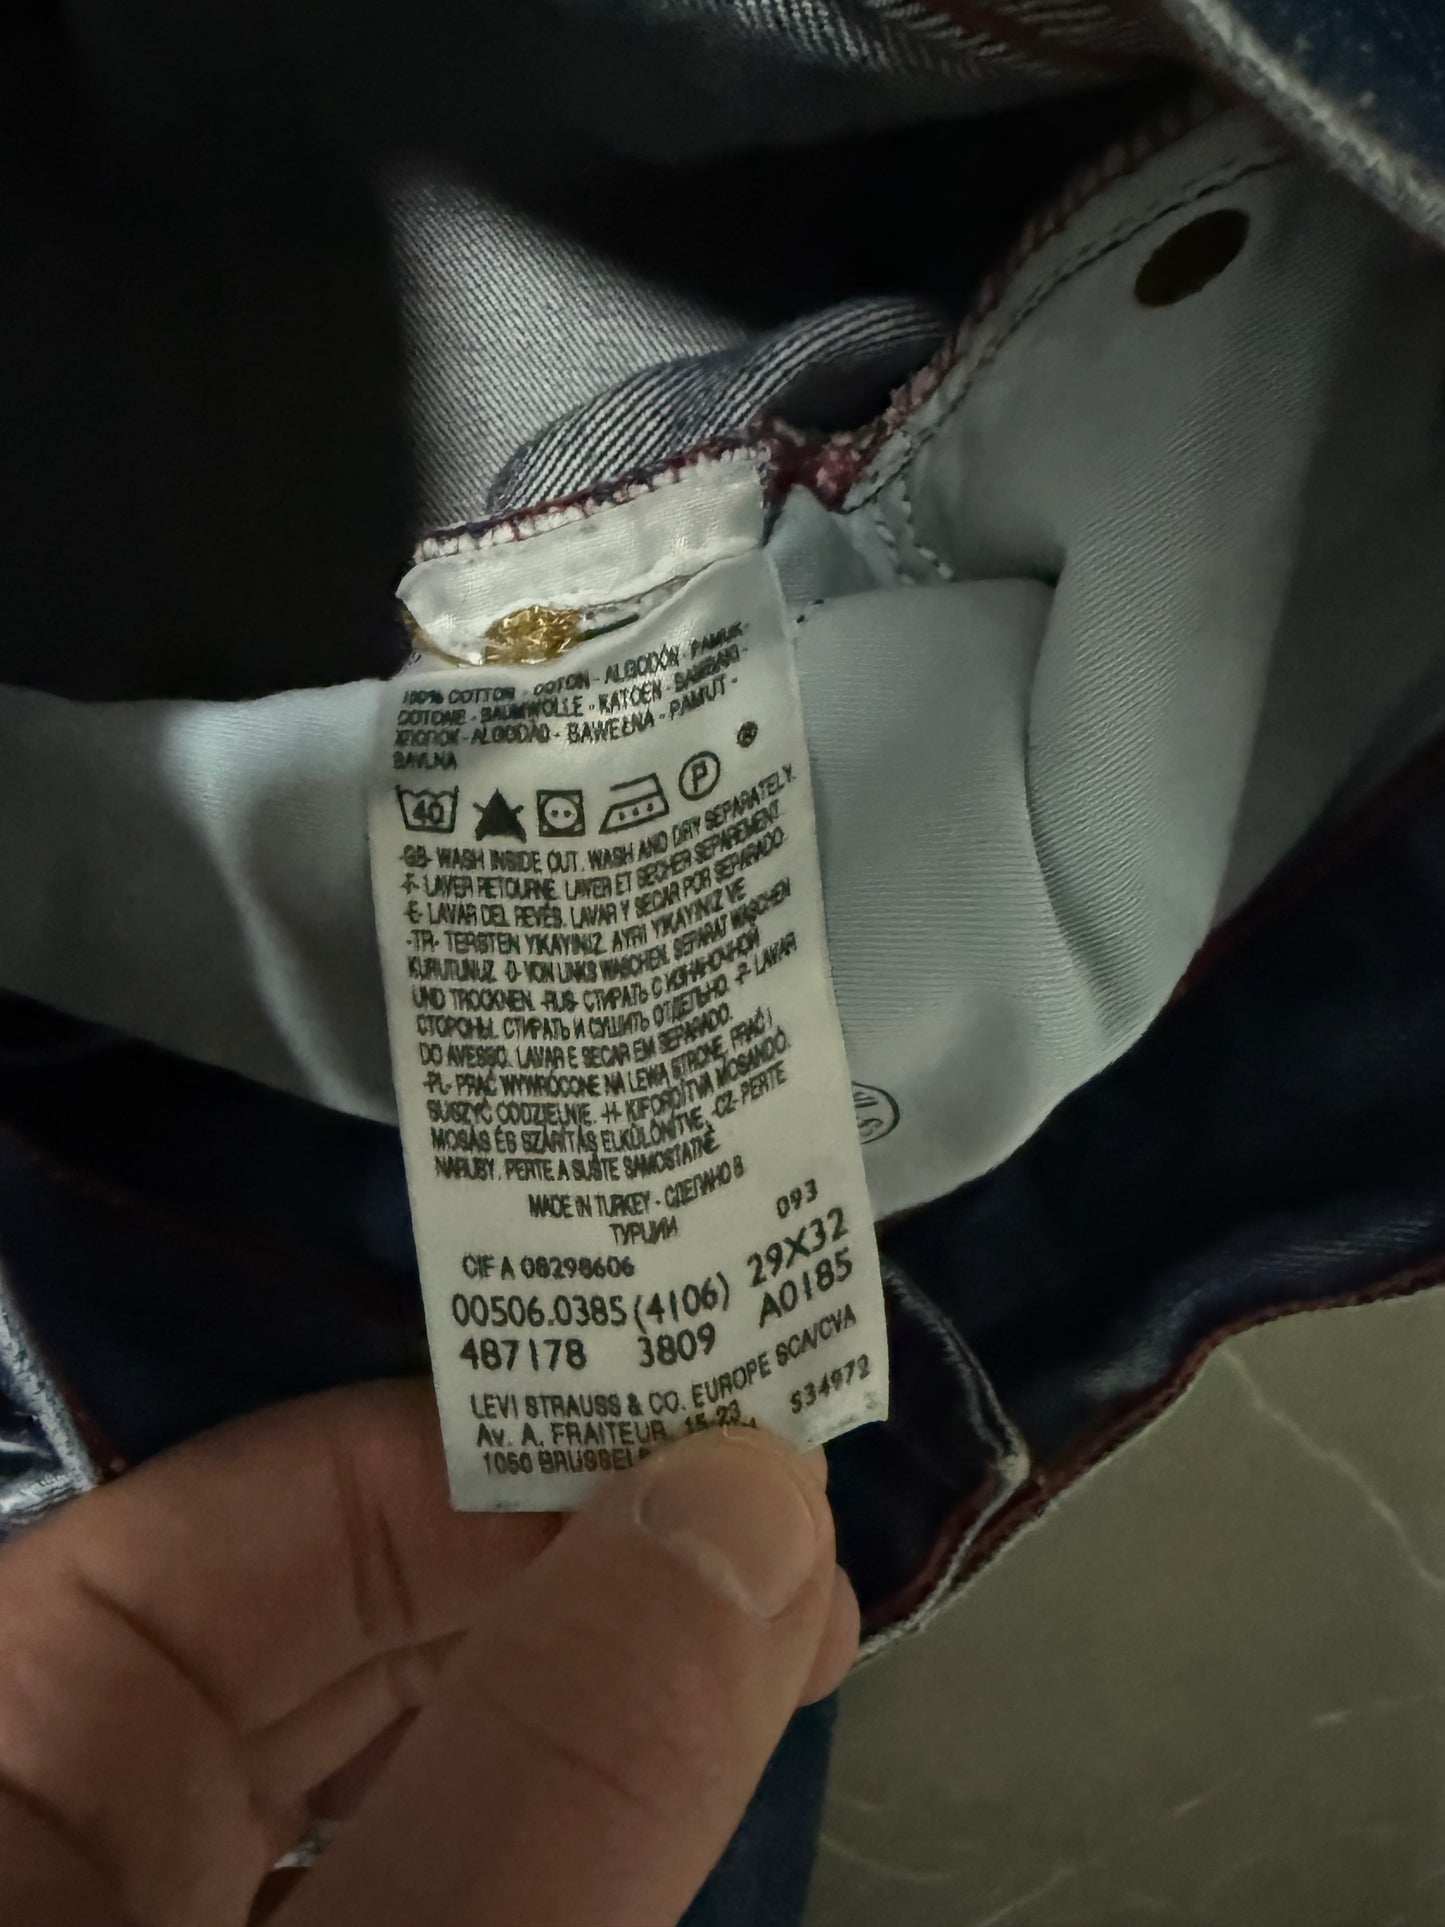 100% COTTON - COTON - ALGODÓN - PAMUK -
COTONE - BAUMWOLLE - KATOEN - BAMBAKI -
ХЛОПОК - ALGODÃO - BAWEŁNA - PAMUT -
BAVLNA
40 P ®
-GB- WASH INSIDE OUT. WASH AND DRY SEPARATELY.
-F- LAVER RETOURNE. LAVER ET SECHER SEPAREMENT.
-E- LAVAR DEL REVÉS. LAVAR Y SECAR POR SEPARADO.
-TR- TERSTEN YIKAYINIZ. AYRI YIKAYINIZ VE
KURUTUNUZ. -D- VON LINKS WASCHEN. SEPARAT WASCHEN
UND TROCKNEN. -RUS- СТИРАТЬ С ИЗНАНОЧНОЙ
СТОРОНЫ. СТИРАТЬ И СУШИТЬ ОТДЕЛЬНО. -P- LAVAR
DO AVESSO. LAVAR E SECAR EM SEPARADO.
-PL- PRAĆ WYWRÓCONE NA LEWĄ STRONĘ, PRAĆ I
SUSZYĆ ODDZIELNIE. -H- KIFORDÍTVA MOSANDÓ.
MOSÁS ÉS SZÁRÍTÁS ELKÜLÖNÍTVE. -CZ- PERTE
NARUBY. PERTE A SUŠTE SAMOSTATNĚ.
MADE IN TURKEY - СДЕЛАНО В
ТУРЦИИ
093
CIF A 08298606
29X32
00506.0385 (4106)
A0185
487178 3809
LEVI STRAUSS & CO. EUROPE SCA/CVA
Av. A. FRAITEUR 15-23
S34972
1050